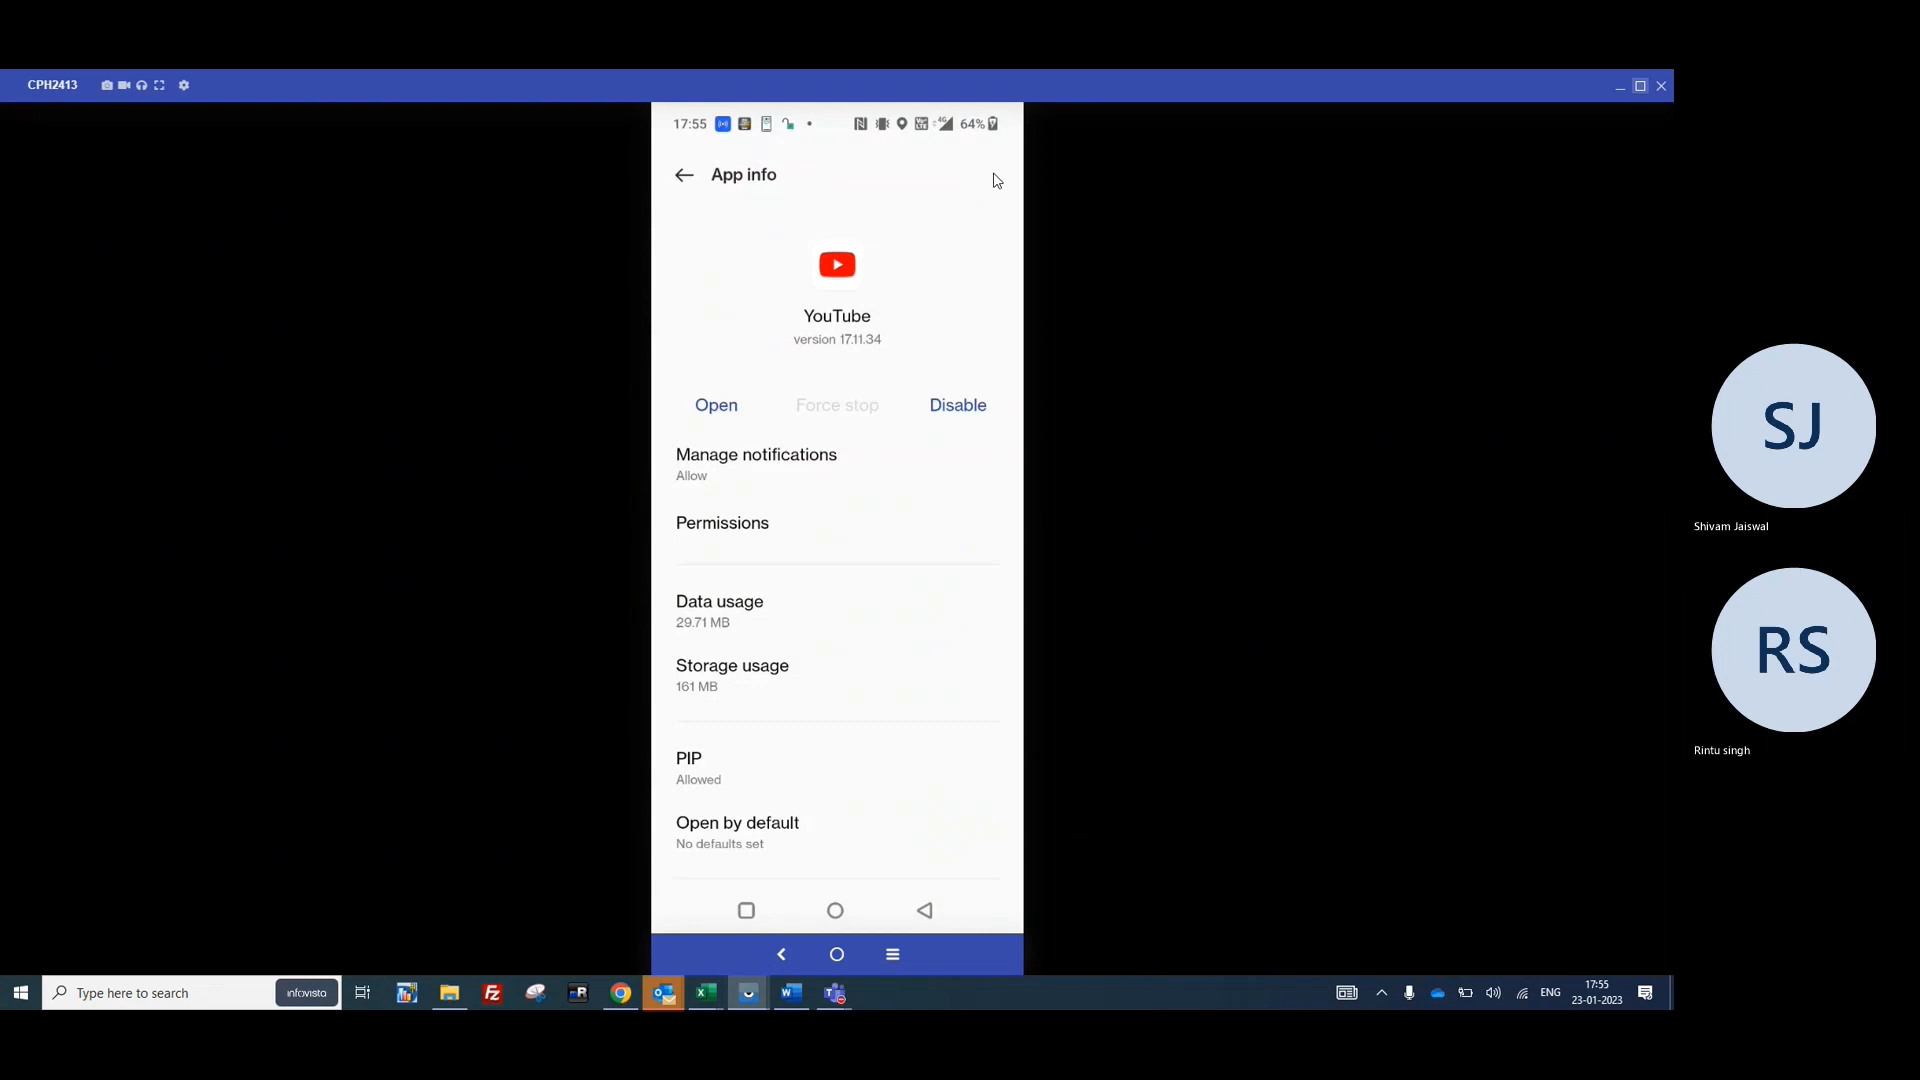 CPH2413
17:55
4G
64%
App info
YouTube
version 17.11.34
Open
Force stop
Disable
Manage notifications
Allow
Permissions
Data usage
29.71 MB
Storage usage
161 MB
PIP
Allowed
Open by default
No defaults set
SJ
Shivam Jaiswal
RS
Rintu singh
Type here to search
infovista
ENG
17:55
23-01-2023